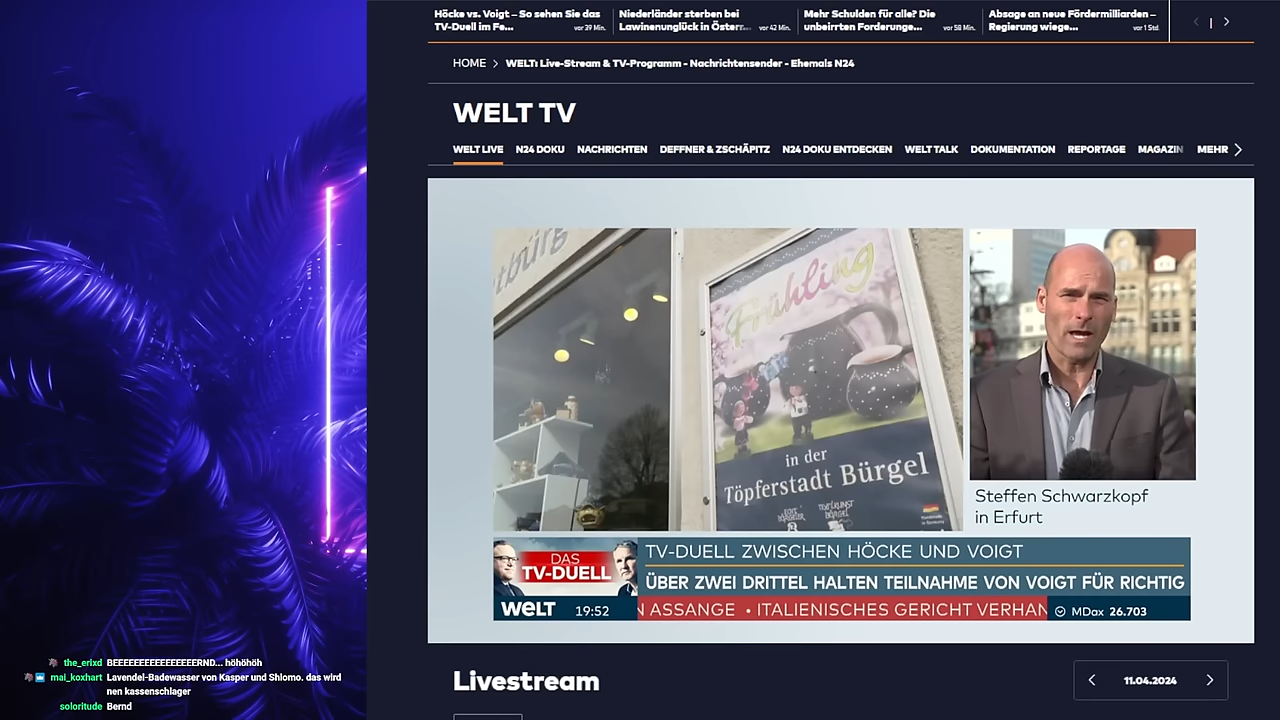 Höcke vs. Voigt – So sehen Sie das
TV-Duell im Fe...
vor 39 Min.
Niederländer sterben bei
Lawinenunglück in Österr...
vor 42 Min.
Mehr Schulden für alle? Die
unbeirrten Forderunge...
vor 58 Min.
Absage an neue Fördermilliarden –
Regierung wiege...
vor 1 Std.
HOME > WELT: Live-Stream & TV-Programm - Nachrichtensender - Ehemals N24
WELT TV
WELT LIVE N24 DOKU NACHRICHTEN DEFFNER & ZSCHÄPITZ N24 DOKU ENTDECKEN WELT TALK DOKUMENTATION REPORTAGE MAGAZIN MEHR
Frühling
in der
Töpferstadt Bürgel
Steffen Schwarzkopf
in Erfurt
DAS
TV-DUELL
TV-DUELL ZWISCHEN HÖCKE UND VOIGT
ÜBER ZWEI DRITTEL HALTEN TEILNAHME VON VOIGT FÜR RICHTIG
WELT 19:52
N ASSANGE • ITALIENISCHES GERICHT VERHAN
MDax 26.703
Livestream
11.04.2024
the_erixd BEEEEEEEEEEEEEEEERND... höhöhöh
mai_koxhart Lavendel-Badewasser von Kasper und Shlomo. das wird
nen kassenschlager
soloritude Bernd